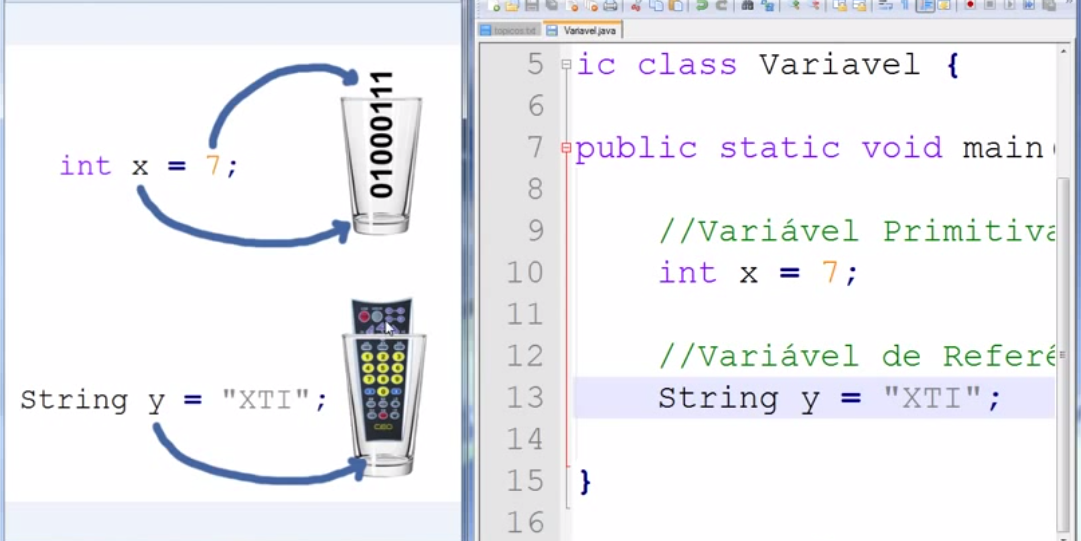 int x = 7;
01000111
String y = "XTI";
topicos.txt
Variavel.java
5 ic class Variavel {
6
7 public static void main(
8
9 //Variável Primitiva
10 int x = 7;
11
12 //Variável de Referê
13 String y = "XTI";
14
15 }
16